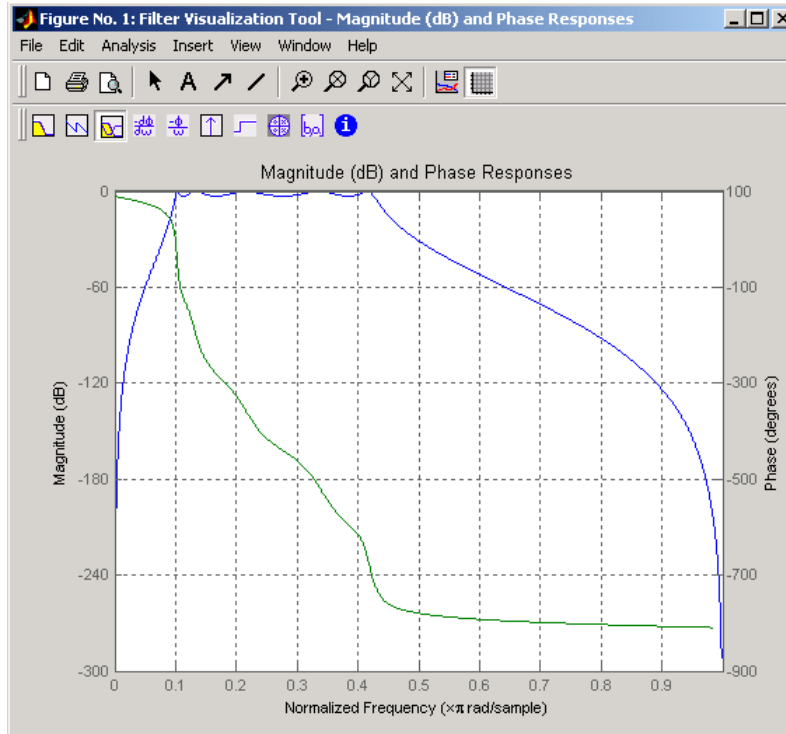 Figure No. 1: Filter Visualization Tool - Magnitude (dB) and Phase Responses
File Edit Analysis Insert View Window Help
A
Magnitude (dB) and Phase Responses
0
-60
-120
-180
-240
-300
Magnitude (dB)
100
-100
-300
-500
-700
-900
Phase (degrees)
0 0.1 0.2 0.3 0.4 0.5 0.6 0.7 0.8 0.9
Normalized Frequency (×π rad/sample)